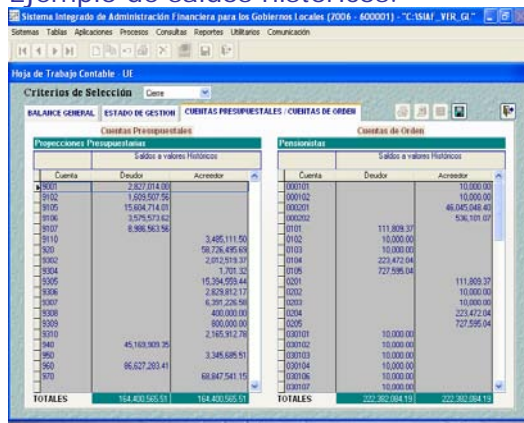 Ejemplo de saldos históricos:
Sistema Integrado de Administración Financiera para los Gobiernos Locales (2006 - 600001) - "C:\SIAF_VER_GL"
Sistemas Tablas Aplicaciones Procesos Consultas Reportes Utilitarios Comunicación
Hoja de Trabajo Contable - UE
Criterios de Selección Cierre
BALANCE GENERAL ESTADO DE GESTION CUENTAS PRESUPUESTALES / CUENTAS DE ORDEN
Cuentas Presupuestales Cuentas de Orden
Proyecciones Presupuestarias Pensionistas
Saldos a valores Históricos Saldos a valores Históricos
Cuenta Deudor Acreedor Cuenta Deudor Acreedor
9001 2,827,014.00 000101 10,000.00
9102 1,609,507.56 000102 10,000.00
9105 15,604,714.01 000201 46,045,048.40
9106 3,575,573.62 000202 536,101.07
9107 8,986,563.56 0101 111,809.37
9110 3,485,111.50 0102 10,000.00
920 58,726,495.69 0103 10,000.00
9302 2,012,519.37 0104 223,472.04
9304 1,701.32 0105 727,595.04
9305 15,394,559.44 0201 111,809.37
9306 2,829,812.17 0202 10,000.00
9307 6,391,226.58 0203 10,000.00
9308 400,000.00 0204 223,472.04
9309 800,000.00 0205 727,595.04
9310 2,165,912.78 030101 10,000.00
940 45,169,909.35 030102 10,000.00
950 3,345,685.51 030103 10,000.00
960 86,627,283.41 030104 10,000.00
970 68,847,541.15 030106 10,000.00
030107 10,000.00
TOTALES 164,400,565.51 164,400,565.51 TOTALES 222,382,084.19 222,382,084.19